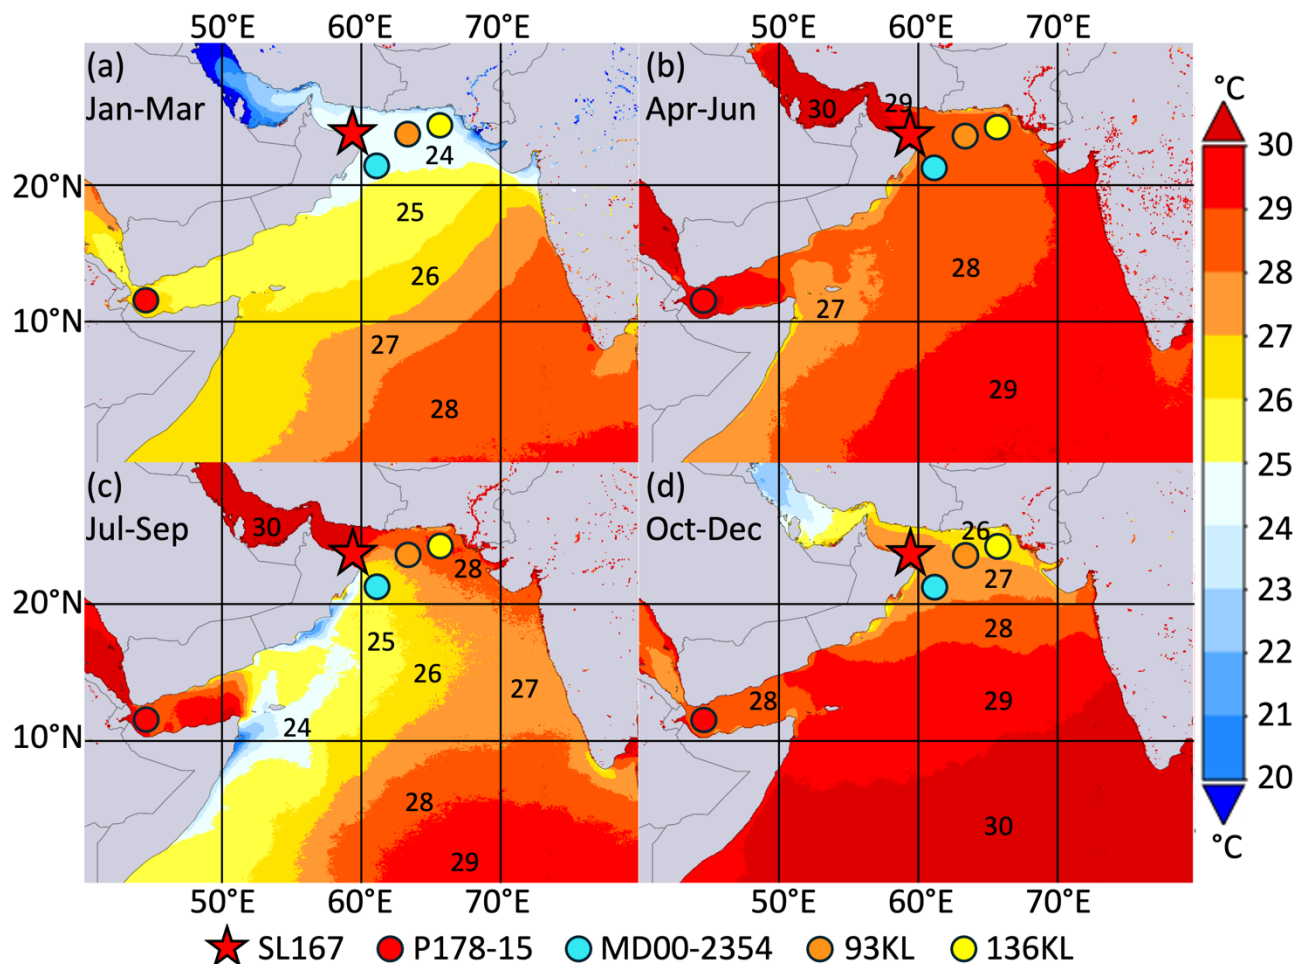 50°E 60°E 70°E 50°E 60°E 70°E
(a)
Jan-Mar
24
25
26
27
28
(b)
Apr-Jun
30
29
28
27
29
20°N
10°N
(c)
Jul-Sep
30
28
25
26
27
24
28
29
(d)
Oct-Dec
26
27
28
29
28
30
20°N
10°N
50°E 60°E 70°E 50°E 60°E 70°E
°C
30
29
28
27
26
25
24
23
22
21
20
°C
SL167 P178-15 MD00-2354 93KL 136KL